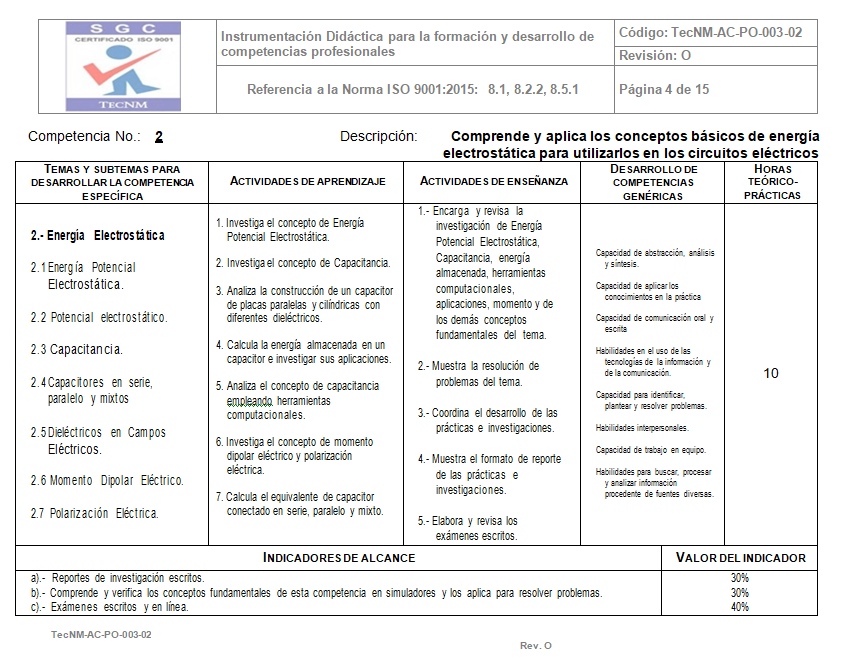 SGC
CERTIFICADO ISO 9001
TECNM
Instrumentación Didáctica para la formación y desarrollo de
competencias profesionales
Referencia a la Norma ISO 9001:2015: 8.1, 8.2.2, 8.5.1
Código: TecNM-AC-PO-003-02
Revisión: O
Página 4 de 15
Competencia No.: 2 Descripción: Comprende y aplica los conceptos básicos de energía
electrostática para utilizarlos en los circuitos eléctricos
TEMAS Y SUBTEMAS PARA
DESARROLLAR LA COMPETENCIA
ESPECÍFICA
ACTIVIDADES DE APRENDIZAJE
ACTIVIDADES DE ENSEÑANZA
DESARROLLO DE
COMPETENCIAS
GENÉRICAS
HORAS
TEÓRICO-
PRÁCTICAS
2.- Energía Electrostática
2.1 Energía Potencial
Electrostática.
2.2 Potencial electrostático.
2.3 Capacitancia.
2.4 Capacitores en serie,
paralelo y mixtos
2.5 Dieléctricos en Campos
Eléctricos.
2.6 Momento Dipolar Eléctrico.
2.7 Polarización Eléctrica.
1. Investiga el concepto de Energía
Potencial Electrostática.
2. Investiga el concepto de Capacitancia.
3. Analiza la construcción de un capacitor
de placas paralelas y cilíndricas con
diferentes dieléctricos.
4. Calcula la energía almacenada en un
capacitor e investigar sus aplicaciones.
5. Analiza el concepto de capacitancia
empleando herramientas
computacionales.
6. Investiga el concepto de momento
dipolar eléctrico y polarización
eléctrica.
7. Calcula el equivalente de capacitor
conectado en serie, paralelo y mixto.
1.- Encarga y revisa la
investigación de Energía
Potencial Electrostática,
Capacitancia, energía
almacenada, herramientas
computacionales,
aplicaciones, momento y de
los demás conceptos
fundamentales del tema.
2.- Muestra la resolución de
problemas del tema.
3.- Coordina el desarrollo de las
prácticas e investigaciones.
4.- Muestra el formato de reporte
de las prácticas e
investigaciones.
5.- Elabora y revisa los
exámenes escritos.
Capacidad de abstracción, análisis
y síntesis.
Capacidad de aplicar los
conocimientos en la práctica
Capacidad de comunicación oral y
escrita
Habilidades en el uso de las
tecnologías de la información y
de la comunicación.
Capacidad para identificar,
plantear y resolver problemas.
Habilidades interpersonales.
Capacidad de trabajo en equipo.
Habilidades para buscar, procesar
y analizar información
procedente de fuentes diversas.
10
INDICADORES DE ALCANCE
VALOR DEL INDICADOR
a).- Reportes de investigación escritos. 30%
b).- Comprende y verifica los conceptos fundamentales de esta competencia en simuladores y los aplica para resolver problemas. 30%
c).- Exámenes escritos y en línea. 40%
TecNM-AC-PO-003-02
Rev. O